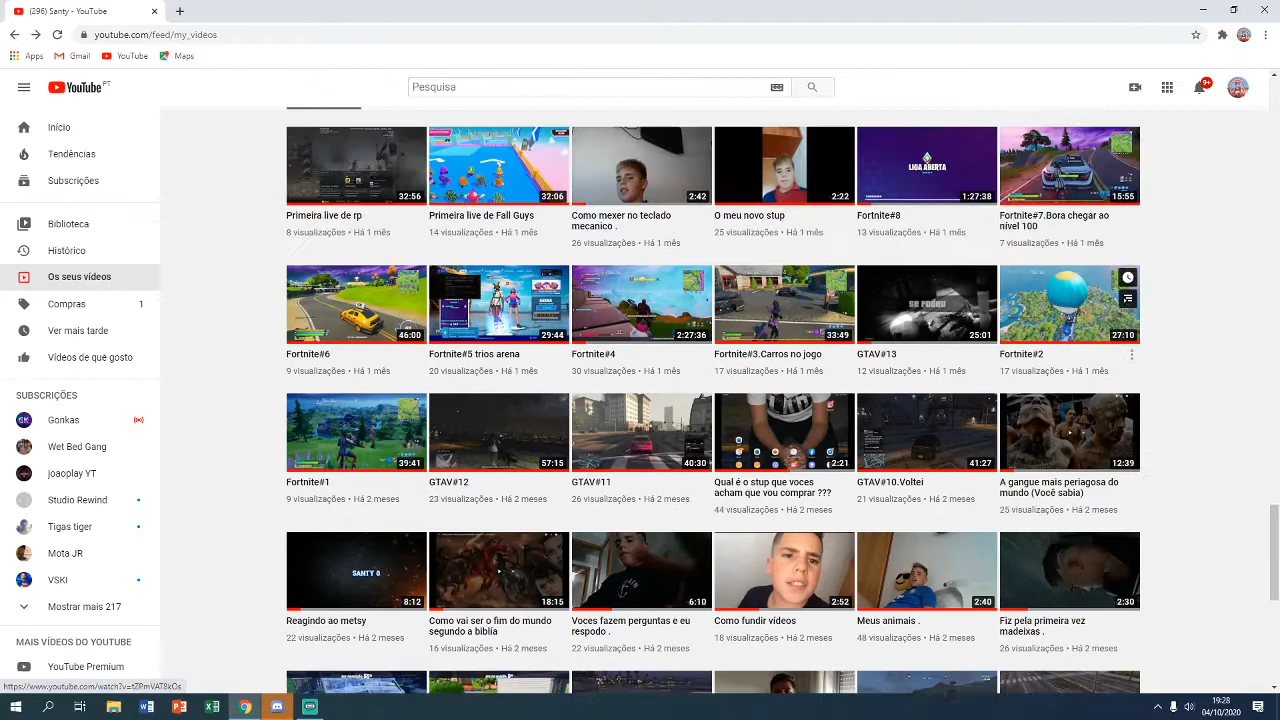 (296) Santy - YouTube
youtube.com/feed/my_videos
Apps Gmail YouTube Maps
YouTube PT
Pesquisa
9+
Início
Tendências
Subscrições
Biblioteca
Histórico
Os seus vídeos
Compras 1
Ver mais tarde
Vídeos de que gosto
SUBSCRIÇÕES
Gonkas
Wet Bed Gang
joaoplay YT
Studio Rewind
Tigas tiger
Mota JR
VSKI
Mostrar mais 217
MAIS VÍDEOS DO YOUTUBE
YouTube Premium
https://www.youtube.com/watch?v=tZPmVAT8kOs
32:56
Primeira live de rp
8 visualizações • Há 1 mês
32:06
Primeira live de Fall Guys
14 visualizações • Há 1 mês
2:42
Como mexer no teclado
mecanico .
26 visualizações • Há 1 mês
2:22
O meu novo stup
25 visualizações • Há 1 mês
LIGA ABERTA
1:27:38
Fortnite#8
13 visualizações • Há 1 mês
15:55
Fortnite#7.Bora chegar ao
nível 100
7 visualizações • Há 1 mês
46:00
Fortnite#6
9 visualizações • Há 1 mês
29:44
Fortnite#5 trios arena
20 visualizações • Há 1 mês
2:27:36
Fortnite#4
30 visualizações • Há 1 mês
33:49
Fortnite#3.Carros no jogo
17 visualizações • Há 1 mês
se rodeu
25:01
GTAV#13
12 visualizações • Há 1 mês
27:10
Fortnite#2
17 visualizações • Há 1 mês
39:41
Fortnite#1
9 visualizações • Há 2 meses
57:15
GTAV#12
23 visualizações • Há 2 meses
40:30
GTAV#11
26 visualizações • Há 2 meses
2:21
Qual é o stup que voces
acham que vou comprar ???
44 visualizações • Há 2 meses
41:27
GTAV#10.Voltei
21 visualizações • Há 2 meses
12:39
A gangue mais periagosa do
mundo (Você sabia)
25 visualizações • Há 2 meses
SANTY G
8:12
Reagindo ao metsy
22 visualizações • Há 2 meses
18:15
Como vai ser o fim do mundo
segundo a bíblía
16 visualizações • Há 2 meses
6:10
Voces fazem perguntas e eu
respodo .
22 visualizações • Há 2 meses
2:52
Como fundir vídeos
18 visualizações • Há 2 meses
2:40
Meus animais .
48 visualizações • Há 2 meses
2:30
Fiz pela primeira vez
madeixas .
26 visualizações • Há 2 meses
19:28
04/10/2020